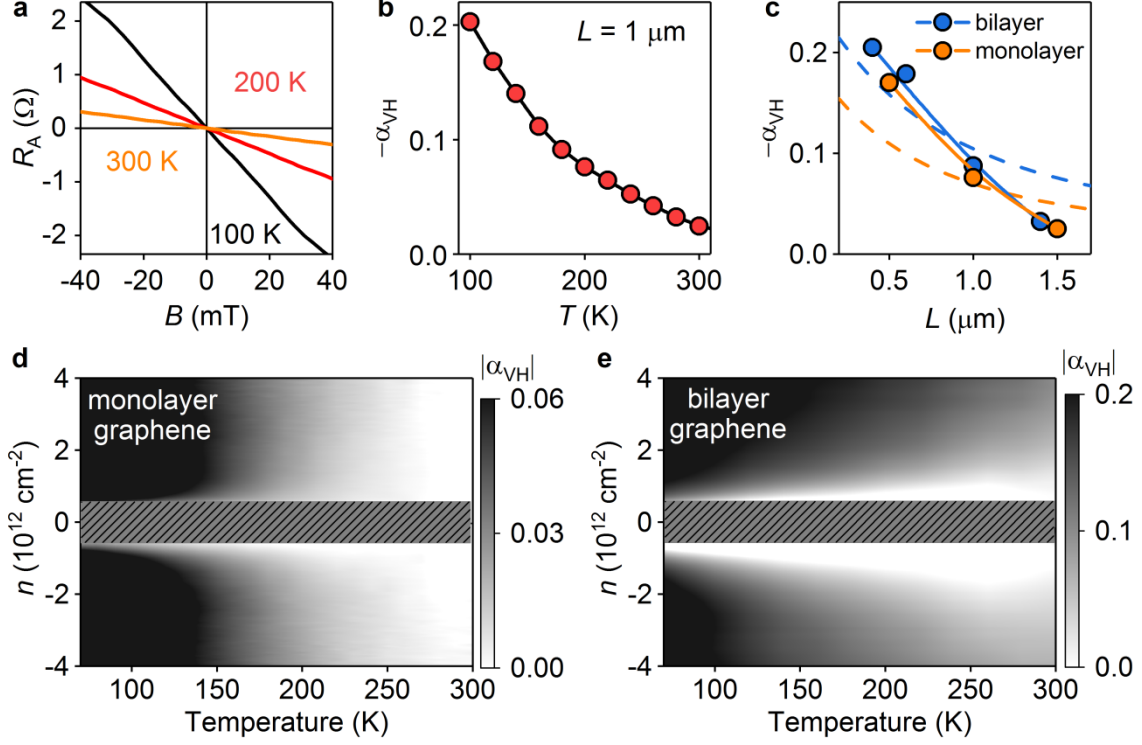 a
2
1
0
-1
-2
R_A (Ω)
200 K
300 K
100 K
-40 -20 0 20 40
B (mT)
b
0.2
0.1
0.0
−α_VH
L = 1 μm
100 200 300
T (K)
c
0.2
0.1
0.0
−α_VH
bilayer
monolayer
0.5 1.0 1.5
L (μm)
d
4
2
0
-2
-4
n (10¹² cm⁻²)
monolayer
graphene
100 150 200 250 300
Temperature (K)
|α_VH|
0.06
0.03
0.00
e
4
2
0
-2
-4
n (10¹² cm⁻²)
bilayer
graphene
100 150 200 250 300
Temperature (K)
|α_VH|
0.2
0.1
0.0